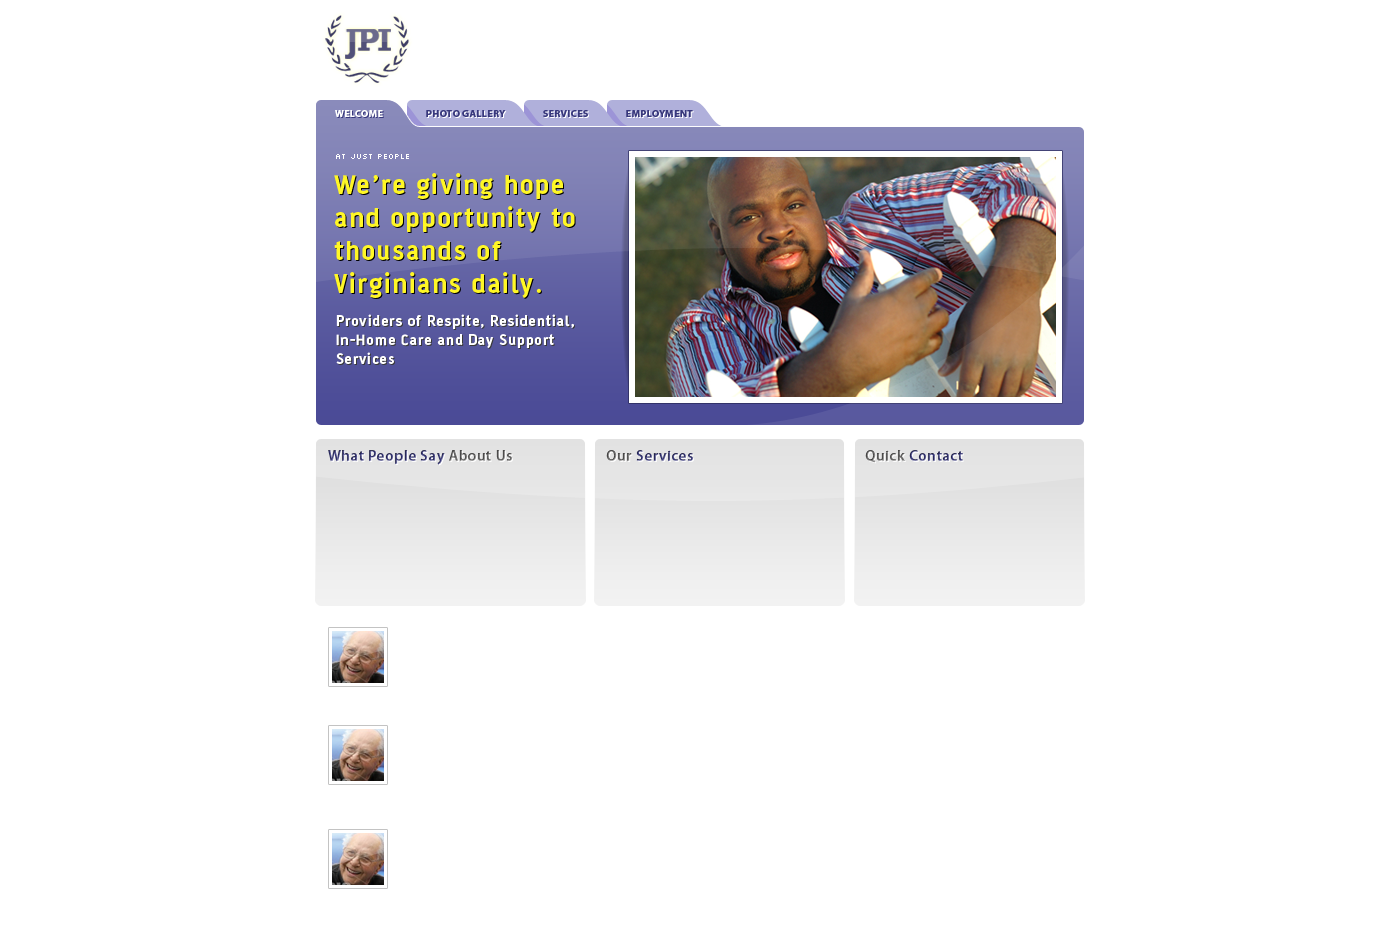 JPI
WELCOME
PHOTO GALLERY
SERVICES
EMPLOYMENT
AT JUST PEOPLE
We're giving hope
and opportunity to
thousands of
Virginians daily.
Providers of Respite, Residential,
In-Home Care and Day Support
Services
What People Say About Us
Our Services
Quick Contact